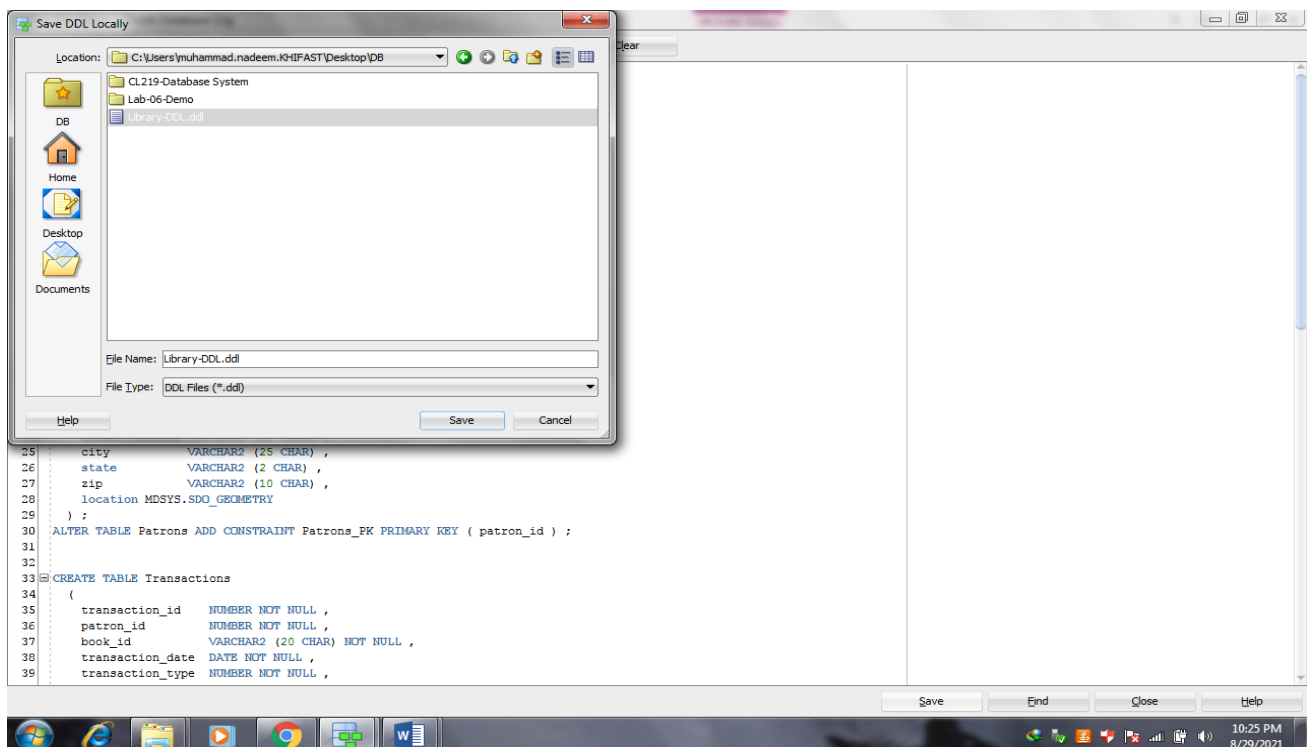 Save DDL Locally
Clear
Location: C:\Users\muhammad.nadeem.KHIFAST\Desktop\DB
CL219-Database System
Lab-06-Demo
Library-DDL.ddl
DB
Home
Desktop
Documents
File Name: Library-DDL.ddl
File Type: DDL Files (*.ddl)
Help Save Cancel
25 city VARCHAR2 (25 CHAR) ,
26 state VARCHAR2 (2 CHAR) ,
27 zip VARCHAR2 (10 CHAR) ,
28 location MDSYS.SDO_GEOMETRY
29 ) ;
30 ALTER TABLE Patrons ADD CONSTRAINT Patrons_PK PRIMARY KEY ( patron_id ) ;
31
32
33 CREATE TABLE Transactions
34 (
35 transaction_id NUMBER NOT NULL ,
36 patron_id NUMBER NOT NULL ,
37 book_id VARCHAR2 (20 CHAR) NOT NULL ,
38 transaction_date DATE NOT NULL ,
39 transaction_type NUMBER NOT NULL ,
Save Find Close Help
10:25 PM
8/29/2021